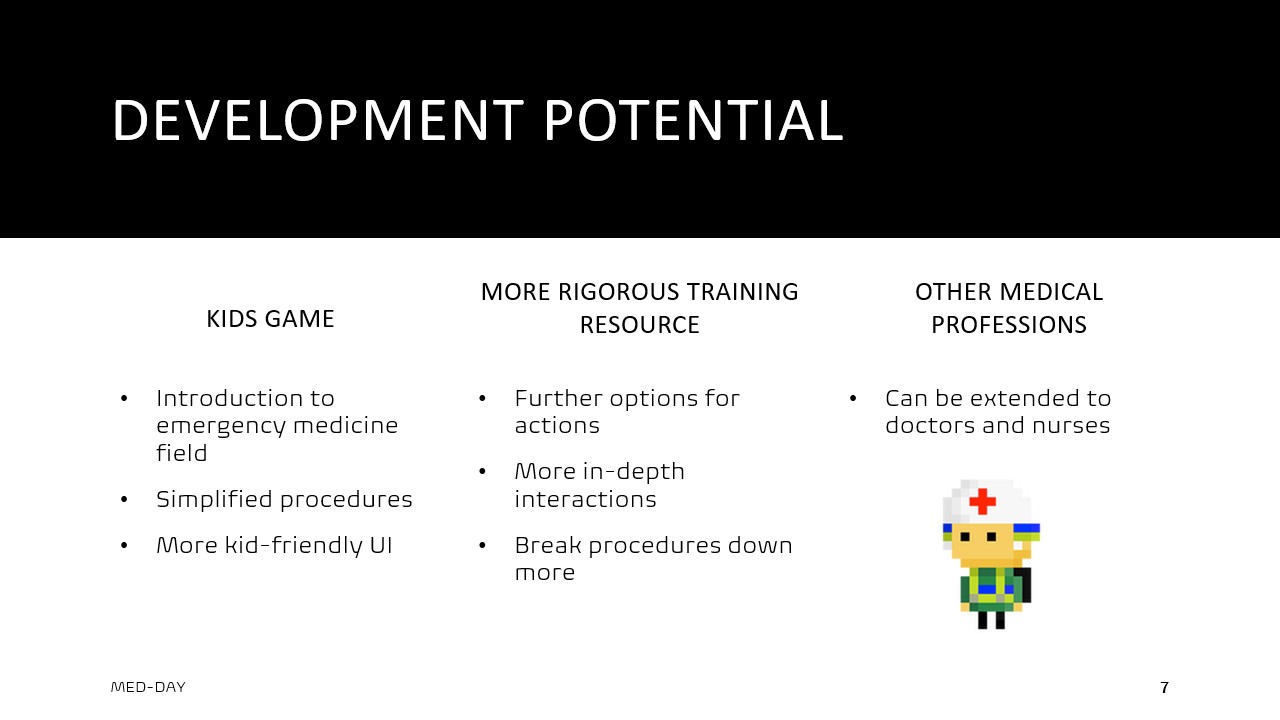 DEVELOPMENT POTENTIAL
KIDS GAME
• Introduction to
emergency medicine
field
• Simplified procedures
• More kid-friendly UI
MORE RIGOROUS TRAINING
RESOURCE
• Further options for
actions
• More in-depth
interactions
• Break procedures down
more
OTHER MEDICAL
PROFESSIONS
• Can be extended to
doctors and nurses
MED-DAY
7